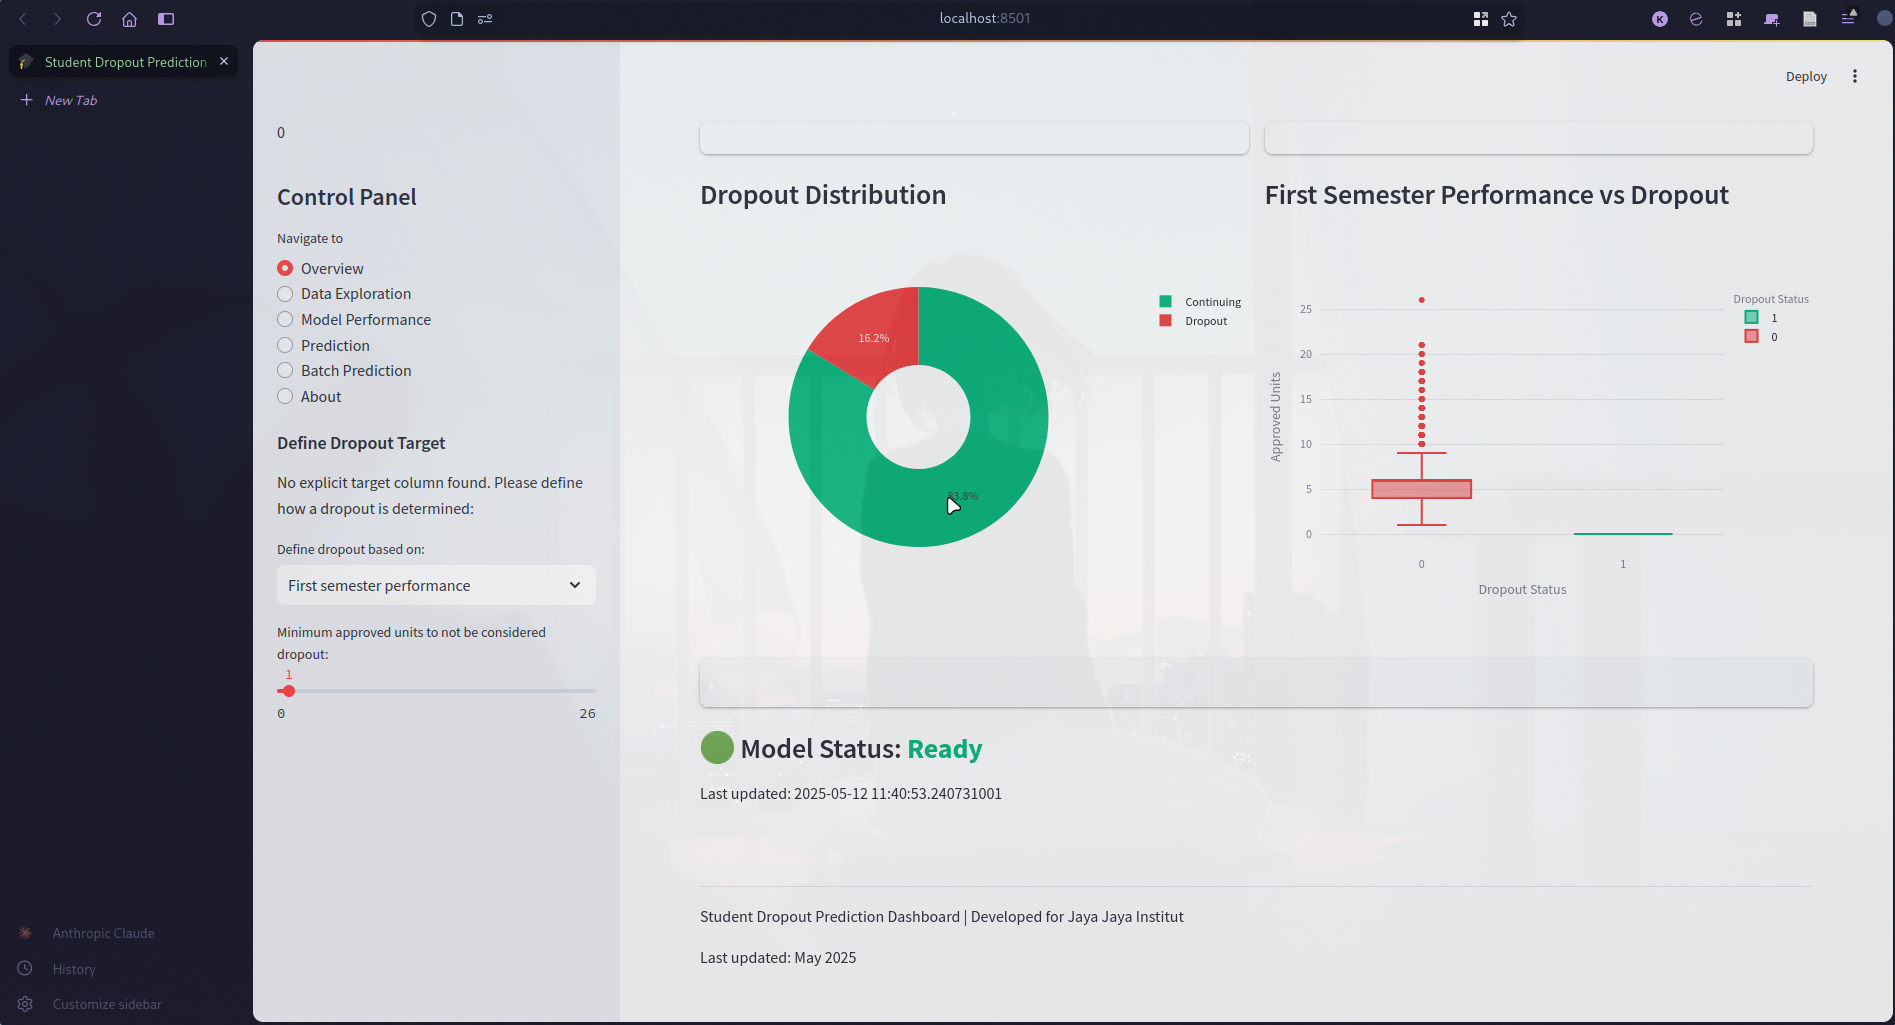 localhost:8501
Student Dropout Prediction
New Tab
Deploy
0
Control Panel
Navigate to
Overview
Data Exploration
Model Performance
Prediction
Batch Prediction
About
Define Dropout Target
No explicit target column found. Please define
how a dropout is determined:
Define dropout based on:
First semester performance
Minimum approved units to not be considered
dropout:
1
0 26
Dropout Distribution
16.2%
83.8%
Continuing
Dropout
First Semester Performance vs Dropout
Approved Units
25
20
15
10
5
0
0 1
Dropout Status
Dropout Status
1
0
Model Status: Ready
Last updated: 2025-05-12 11:40:53.240731001
Student Dropout Prediction Dashboard | Developed for Jaya Jaya Institut
Last updated: May 2025
Anthropic Claude
History
Customize sidebar
K